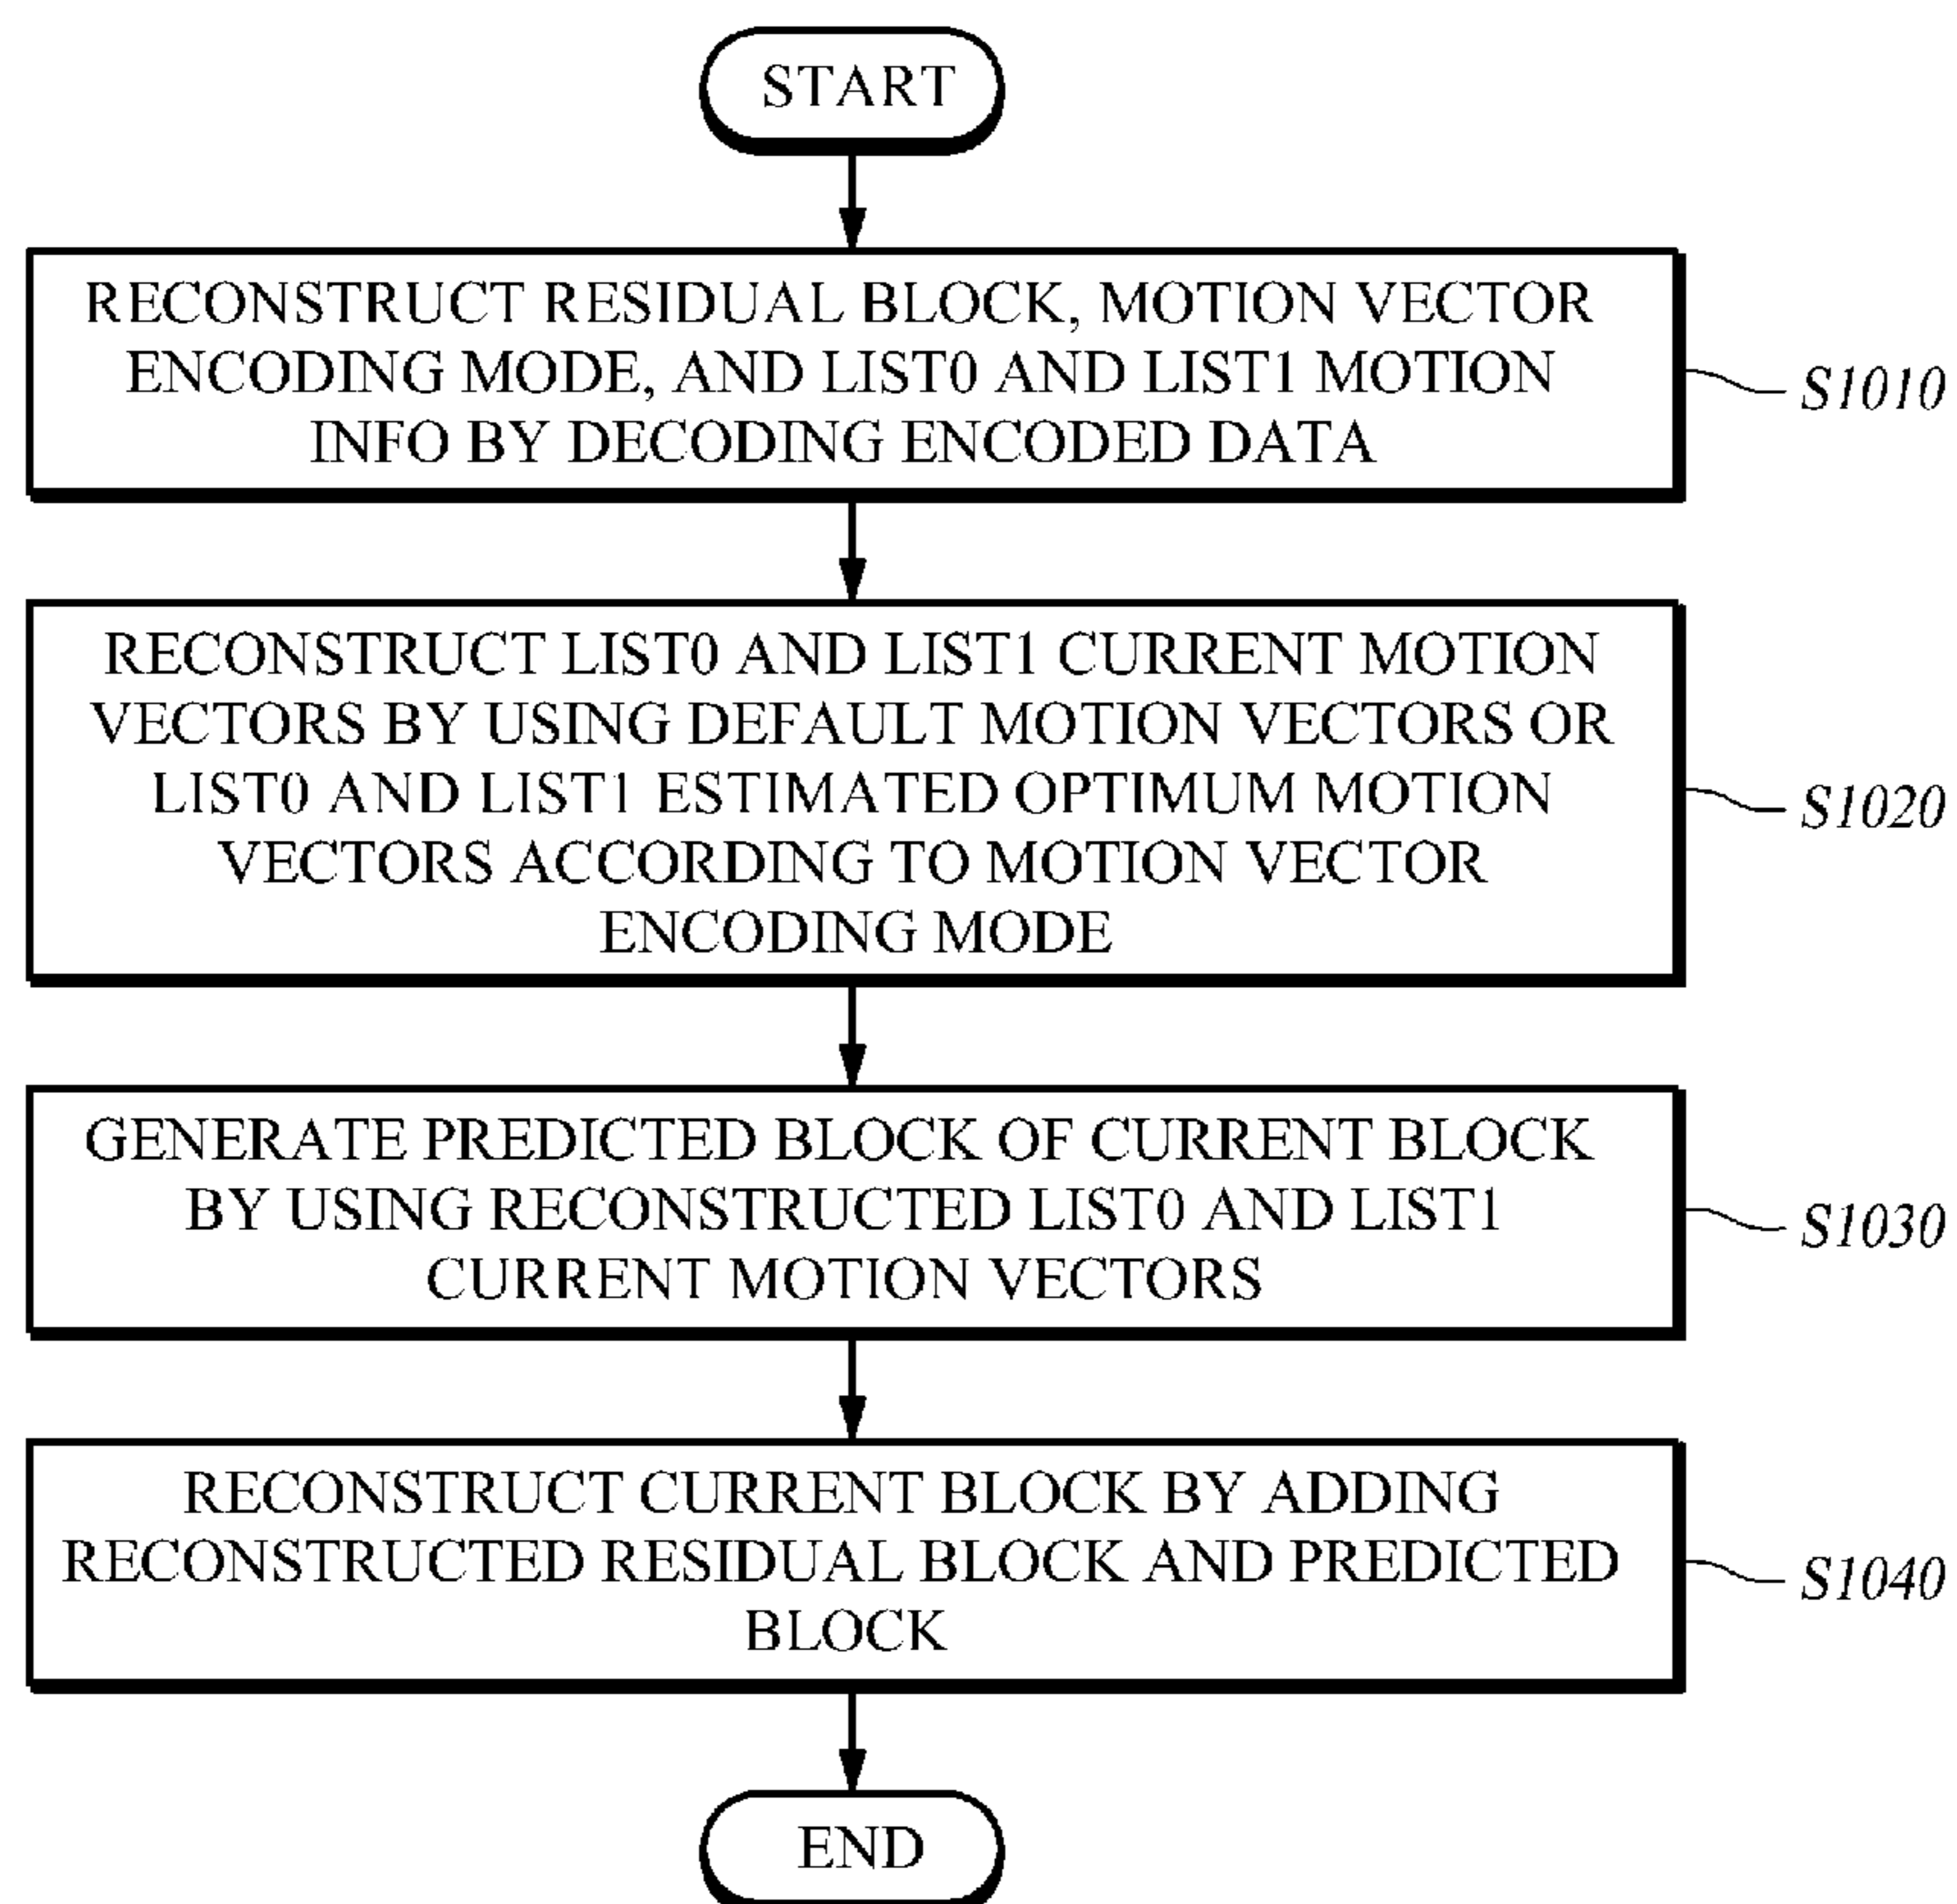 START
RECONSTRUCT RESIDUAL BLOCK, MOTION VECTOR
ENCODING MODE, AND LIST0 AND LIST1 MOTION
INFO BY DECODING ENCODED DATA
S1010
RECONSTRUCT LIST0 AND LIST1 CURRENT MOTION
VECTORS BY USING DEFAULT MOTION VECTORS OR
LIST0 AND LIST1 ESTIMATED OPTIMUM MOTION
VECTORS ACCORDING TO MOTION VECTOR
ENCODING MODE
S1020
GENERATE PREDICTED BLOCK OF CURRENT BLOCK
BY USING RECONSTRUCTED LIST0 AND LIST1
CURRENT MOTION VECTORS
S1030
RECONSTRUCT CURRENT BLOCK BY ADDING
RECONSTRUCTED RESIDUAL BLOCK AND PREDICTED
BLOCK
S1040
END